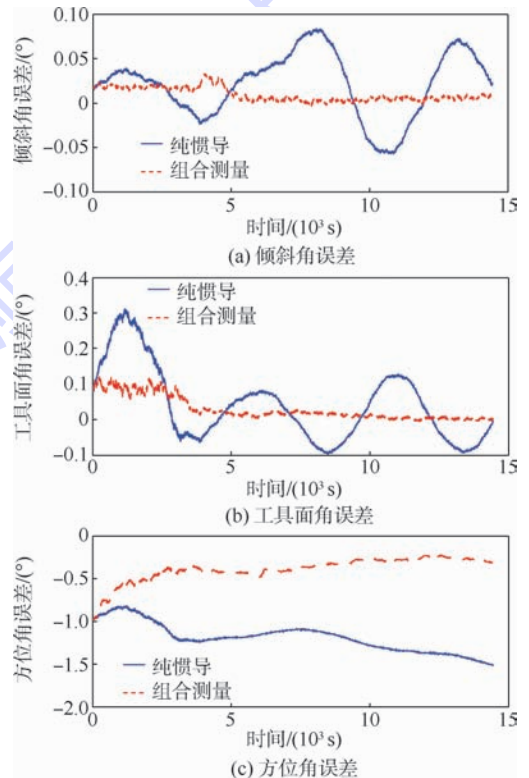 0.10
0.05
0
−0.05
−0.10
倾斜角误差/(°)
纯惯导
组合测量
0 5 10 15
时间/(10³ s)
(a) 倾斜角误差
0.4
0.3
0.2
0.1
0
−0.1
工具面角误差/(°)
纯惯导
组合测量
0 5 10 15
时间/(10³ s)
(b) 工具面角误差
0
−0.5
−1.0
−1.5
−2.0
方位角误差/(°)
纯惯导
组合测量
0 5 10 15
时间/(10³ s)
(c) 方位角误差